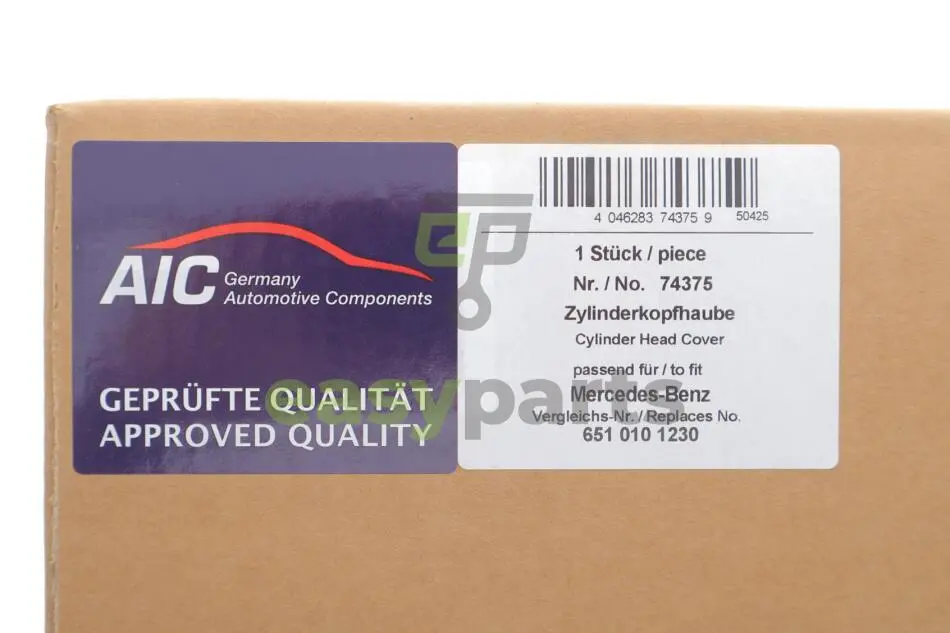 AIC Germany
Automotive Components
GEPRÜFTE QUALITÄT
APPROVED QUALITY
4 046283 74375 9 50425
1 Stück / piece
Nr. / No. 74375
Zylinderkopfhaube
Cylinder Head Cover
passend für / to fit
Mercedes-Benz
Vergleichs-Nr. / Replaces No.
651 010 1230
ep
easyparts